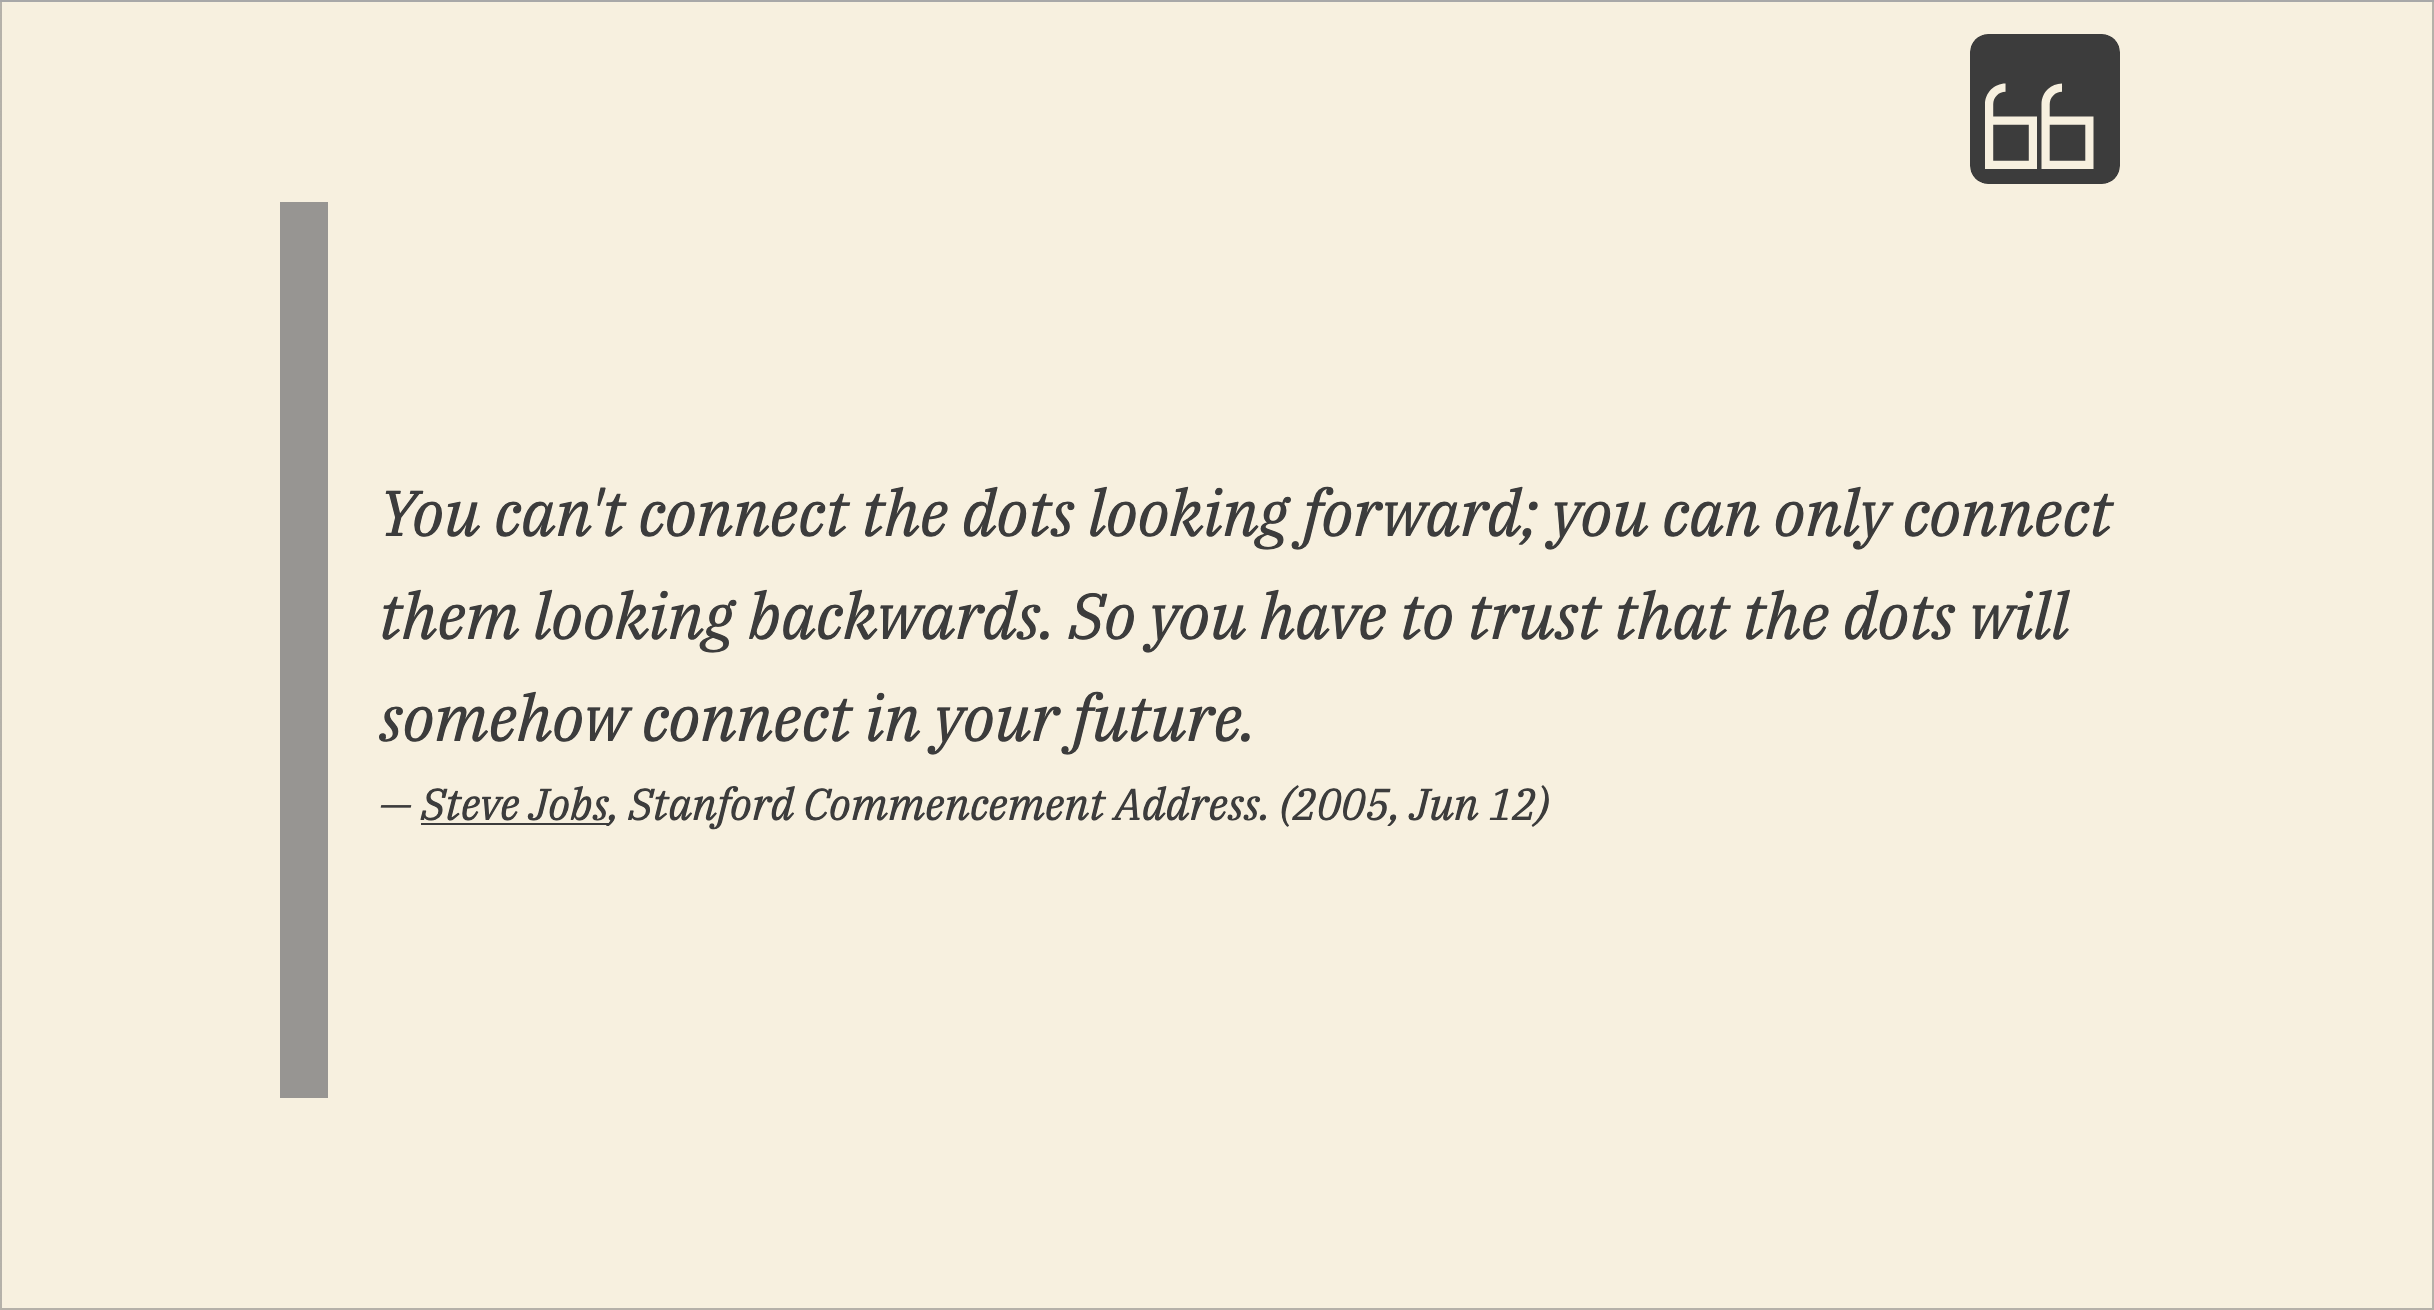 You can't connect the dots looking forward; you can only connect
them looking backwards. So you have to trust that the dots will
somehow connect in your future.
— Steve Jobs, Stanford Commencement Address. (2005, Jun 12)